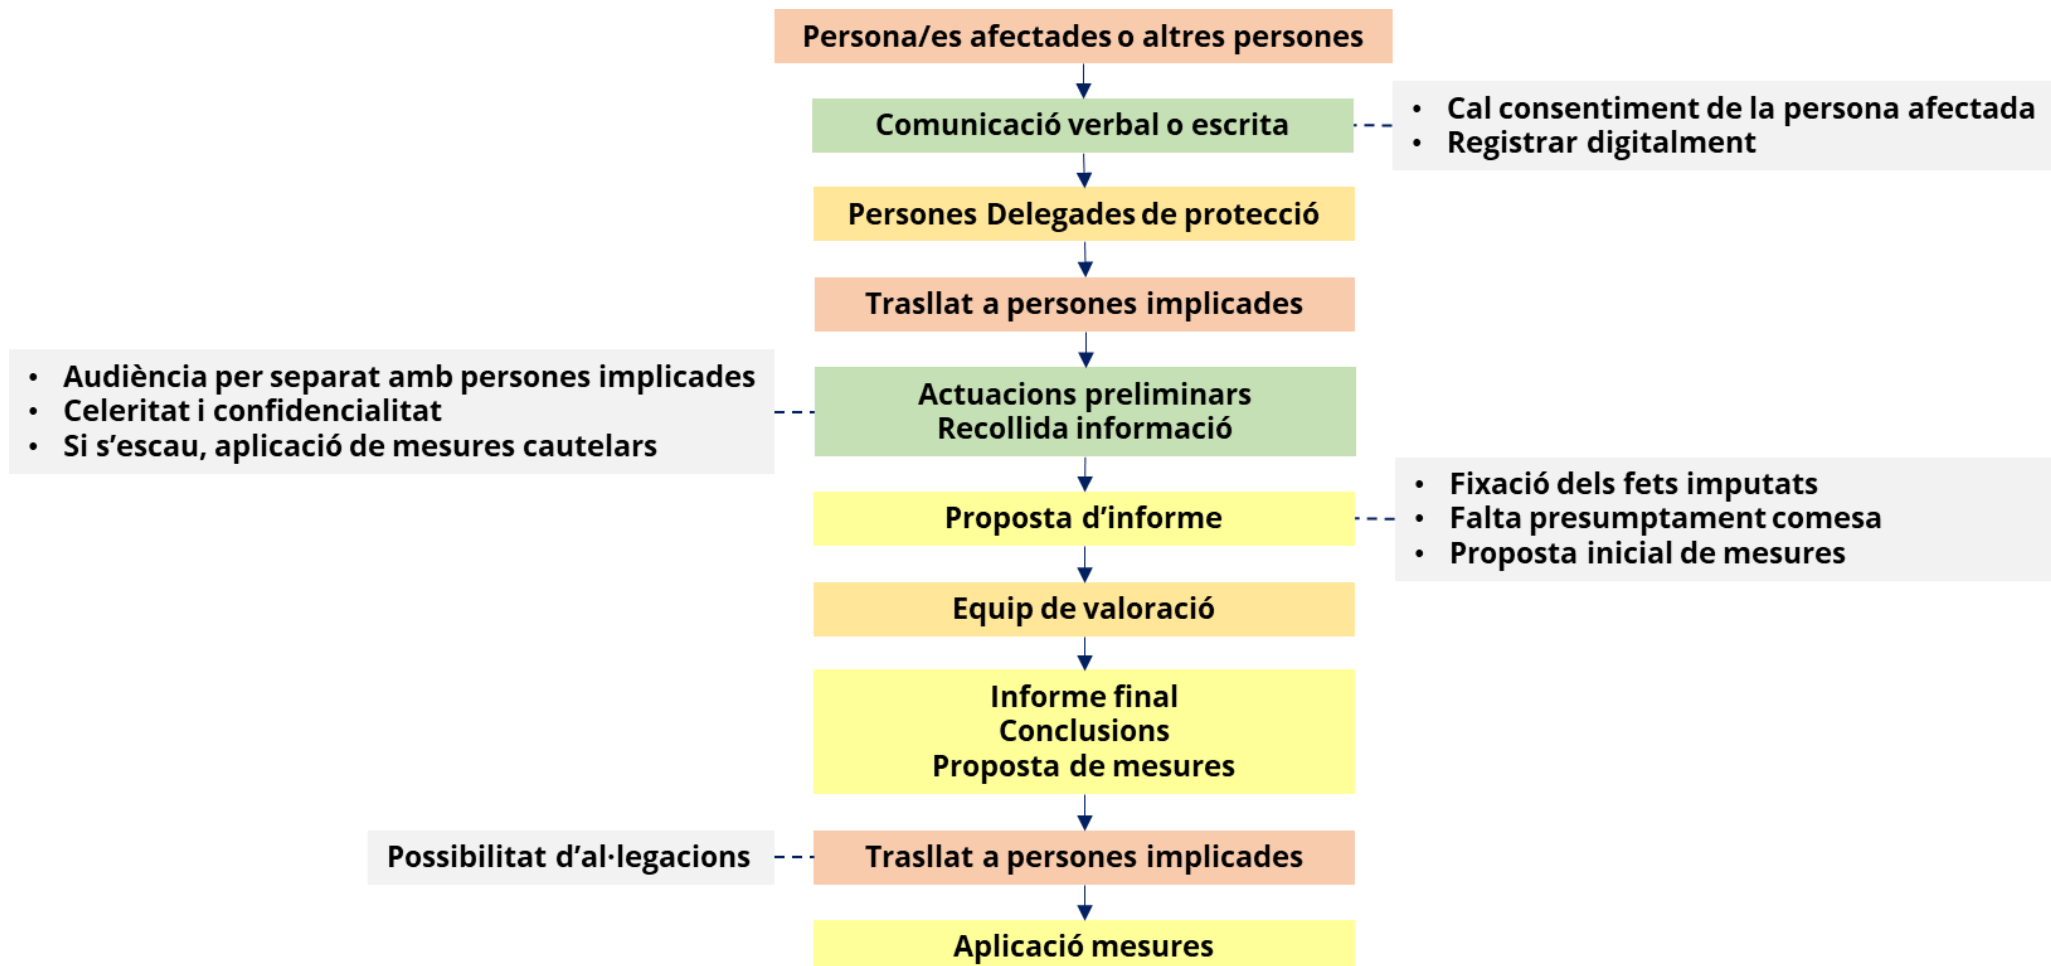 Persona/es afectades o altres persones
Comunicació verbal o escrita
• Cal consentiment de la persona afectada
• Registrar digitalment
Persones Delegades de protecció
Trasllat a persones implicades
• Audiència per separat amb persones implicades
• Celeritat i confidencialitat
• Si s’escau, aplicació de mesures cautelars
Actuacions preliminars
Recollida informació
Proposta d’informe
• Fixació dels fets imputats
• Falta presumptament comesa
• Proposta inicial de mesures
Equip de valoració
Informe final
Conclusions
Proposta de mesures
Possibilitat d’al·legacions
Trasllat a persones implicades
Aplicació mesures